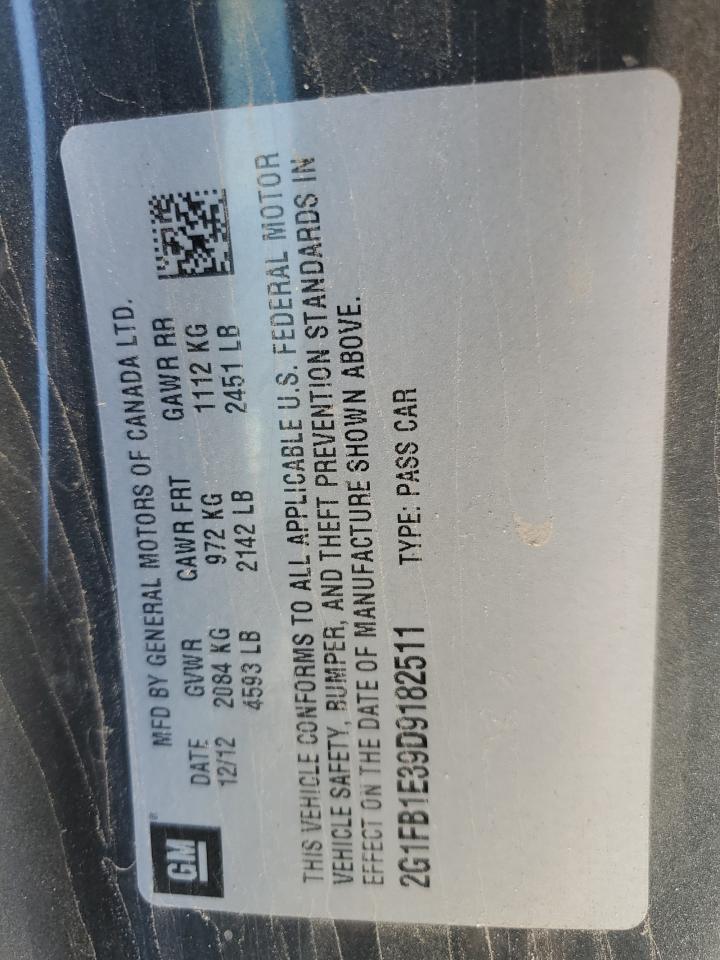 GM®
MFD BY GENERAL MOTORS OF CANADA LTD.
DATE GVWR GAWR FRT GAWR RR
12/12 2084 KG 972 KG 1112 KG
4593 LB 2142 LB 2451 LB
THIS VEHICLE CONFORMS TO ALL APPLICABLE U.S. FEDERAL MOTOR
VEHICLE SAFETY, BUMPER, AND THEFT PREVENTION STANDARDS IN
EFFECT ON THE DATE OF MANUFACTURE SHOWN ABOVE.
2G1FB1E39D9182511 TYPE: PASS CAR